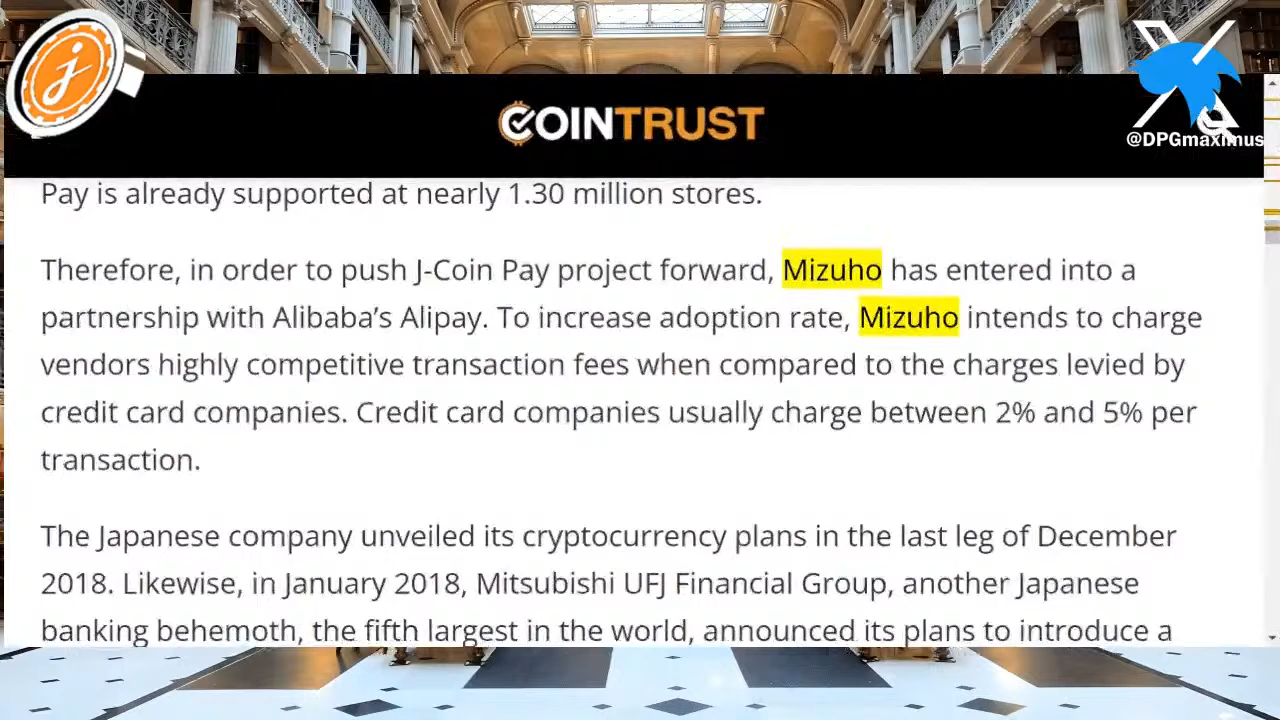 j
COINTRUST
@DPGmaximus
Pay is already supported at nearly 1.30 million stores.
Therefore, in order to push J-Coin Pay project forward, Mizuho has entered into a
partnership with Alibaba’s Alipay. To increase adoption rate, Mizuho intends to charge
vendors highly competitive transaction fees when compared to the charges levied by
credit card companies. Credit card companies usually charge between 2% and 5% per
transaction.
The Japanese company unveiled its cryptocurrency plans in the last leg of December
2018. Likewise, in January 2018, Mitsubishi UFJ Financial Group, another Japanese
banking behemoth, the fifth largest in the world, announced its plans to introduce a